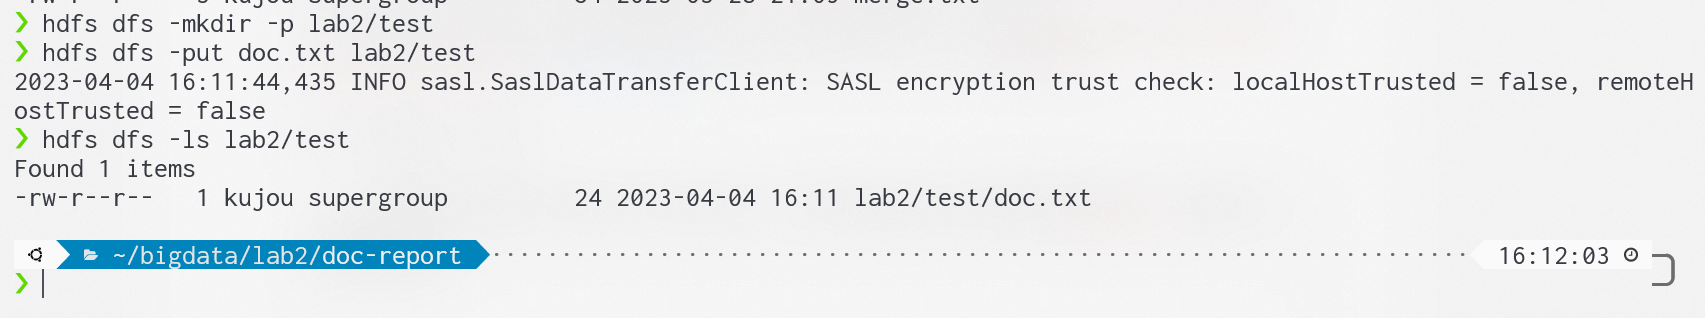 ❯ hdfs dfs -mkdir -p lab2/test
❯ hdfs dfs -put doc.txt lab2/test
2023-04-04 16:11:44,435 INFO sasl.SaslDataTransferClient: SASL encryption trust check: localHostTrusted = false, remoteH
ostTrusted = false
❯ hdfs dfs -ls lab2/test
Found 1 items
-rw-r--r--   1 kujou supergroup         24 2023-04-04 16:11 lab2/test/doc.txt
~/bigdata/lab2/doc-report 16:12:03
❯